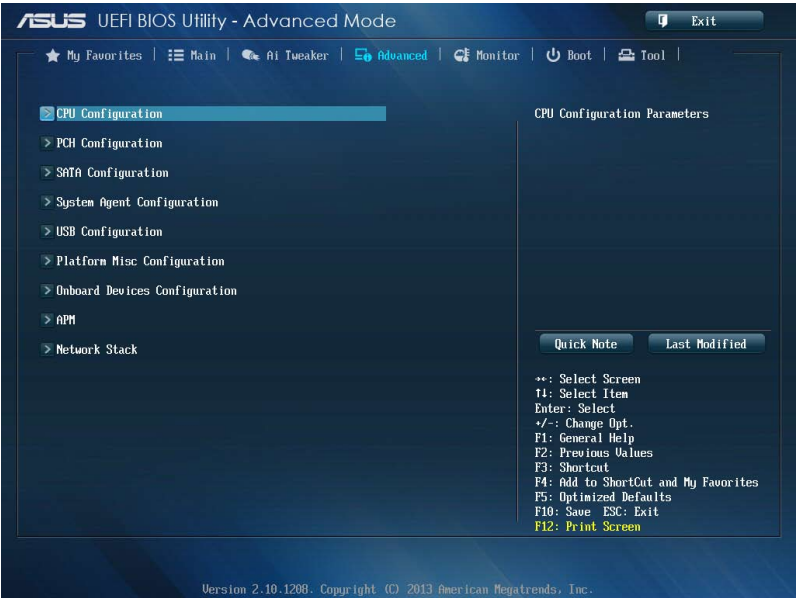 ASUS UEFI BIOS Utility - Advanced Mode
Exit
My Favorites | Main | Ai Tweaker | Advanced | Monitor | Boot | Tool |
> CPU Configuration
> PCH Configuration
> SATA Configuration
> System Agent Configuration
> USB Configuration
> Platform Misc Configuration
> Onboard Devices Configuration
> APM
> Network Stack
CPU Configuration Parameters
Quick Note
Last Modified
→←: Select Screen
↑↓: Select Item
Enter: Select
+/-: Change Opt.
F1: General Help
F2: Previous Values
F3: Shortcut
F4: Add to ShortCut and My Favorites
F5: Optimized Defaults
F10: Save ESC: Exit
F12: Print Screen
Version 2.10.1208. Copyright (C) 2013 American Megatrends, Inc.